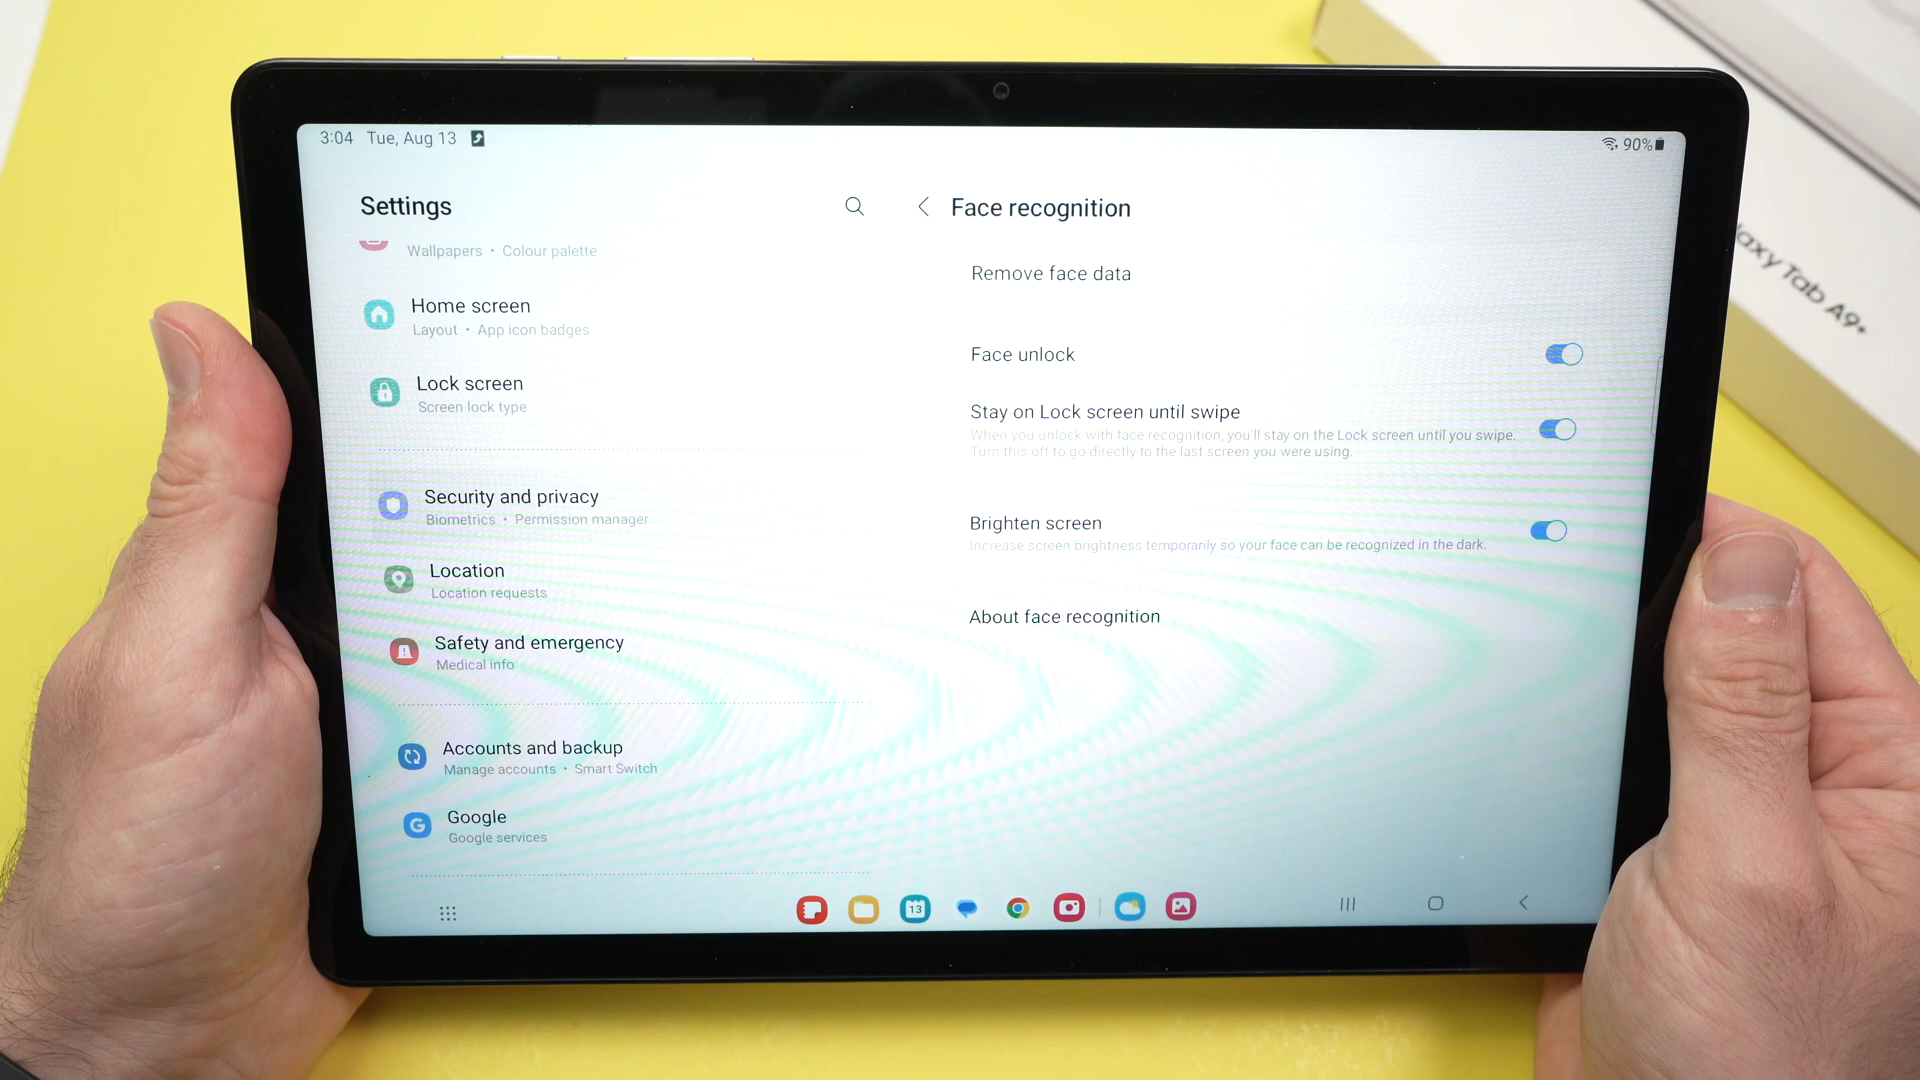 3:04 Tue, Aug 13
90%
Settings
Wallpapers • Colour palette
Home screen
Layout • App icon badges
Lock screen
Screen lock type
Security and privacy
Biometrics • Permission manager
Location
Location requests
Safety and emergency
Medical info
Accounts and backup
Manage accounts • Smart Switch
Google
Google services
Face recognition
Remove face data
Face unlock
Stay on Lock screen until swipe
When you unlock with face recognition, you'll stay on the Lock screen until you swipe.
Turn this off to go directly to the last screen you were using.
Brighten screen
Increase screen brightness temporarily so your face can be recognized in the dark.
About face recognition
13
laxy Tab A9+